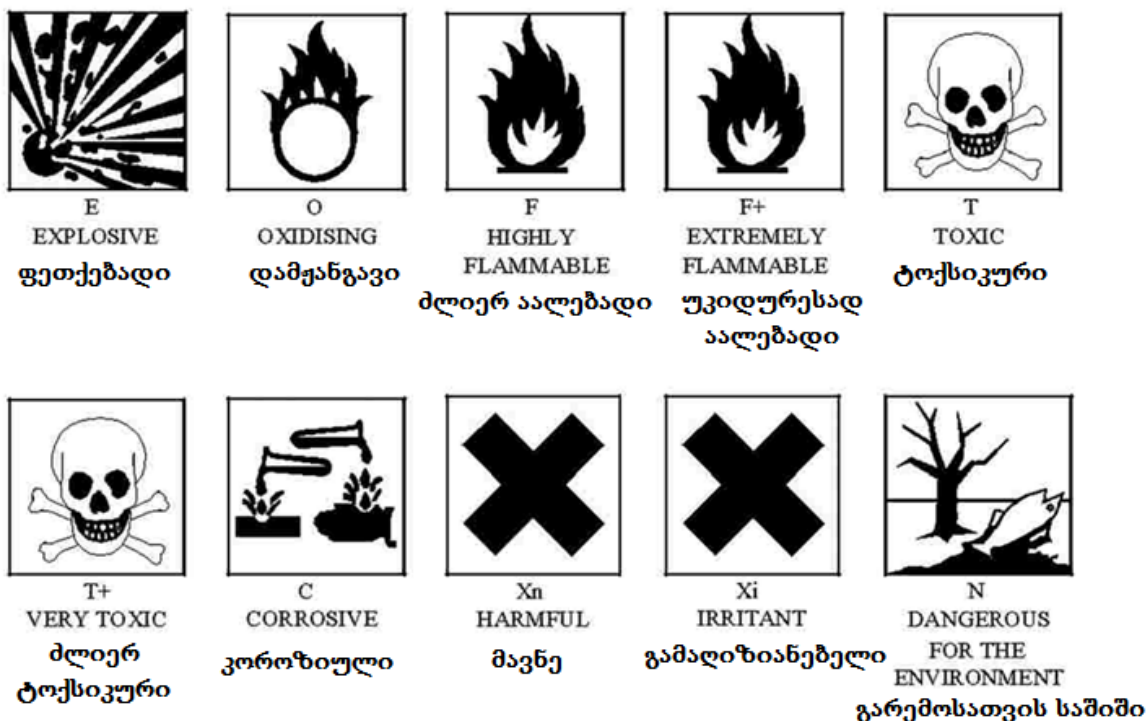 E
EXPLOSIVE
ფეთქებადი
O
OXIDISING
დამჟანგავი
F
HIGHLY
FLAMMABLE
ძლიერ აალებადი
F+
EXTREMELY
FLAMMABLE
უკიდურესად
აალებადი
T
TOXIC
ტოქსიკური
T+
VERY TOXIC
ძლიერ
ტოქსიკური
C
CORROSIVE
კოროზიული
Xn
HARMFUL
მავნე
Xi
IRRITANT
გამაღიზიანებელი
N
DANGEROUS
FOR THE
ENVIRONMENT
გარემოსათვის საშიში